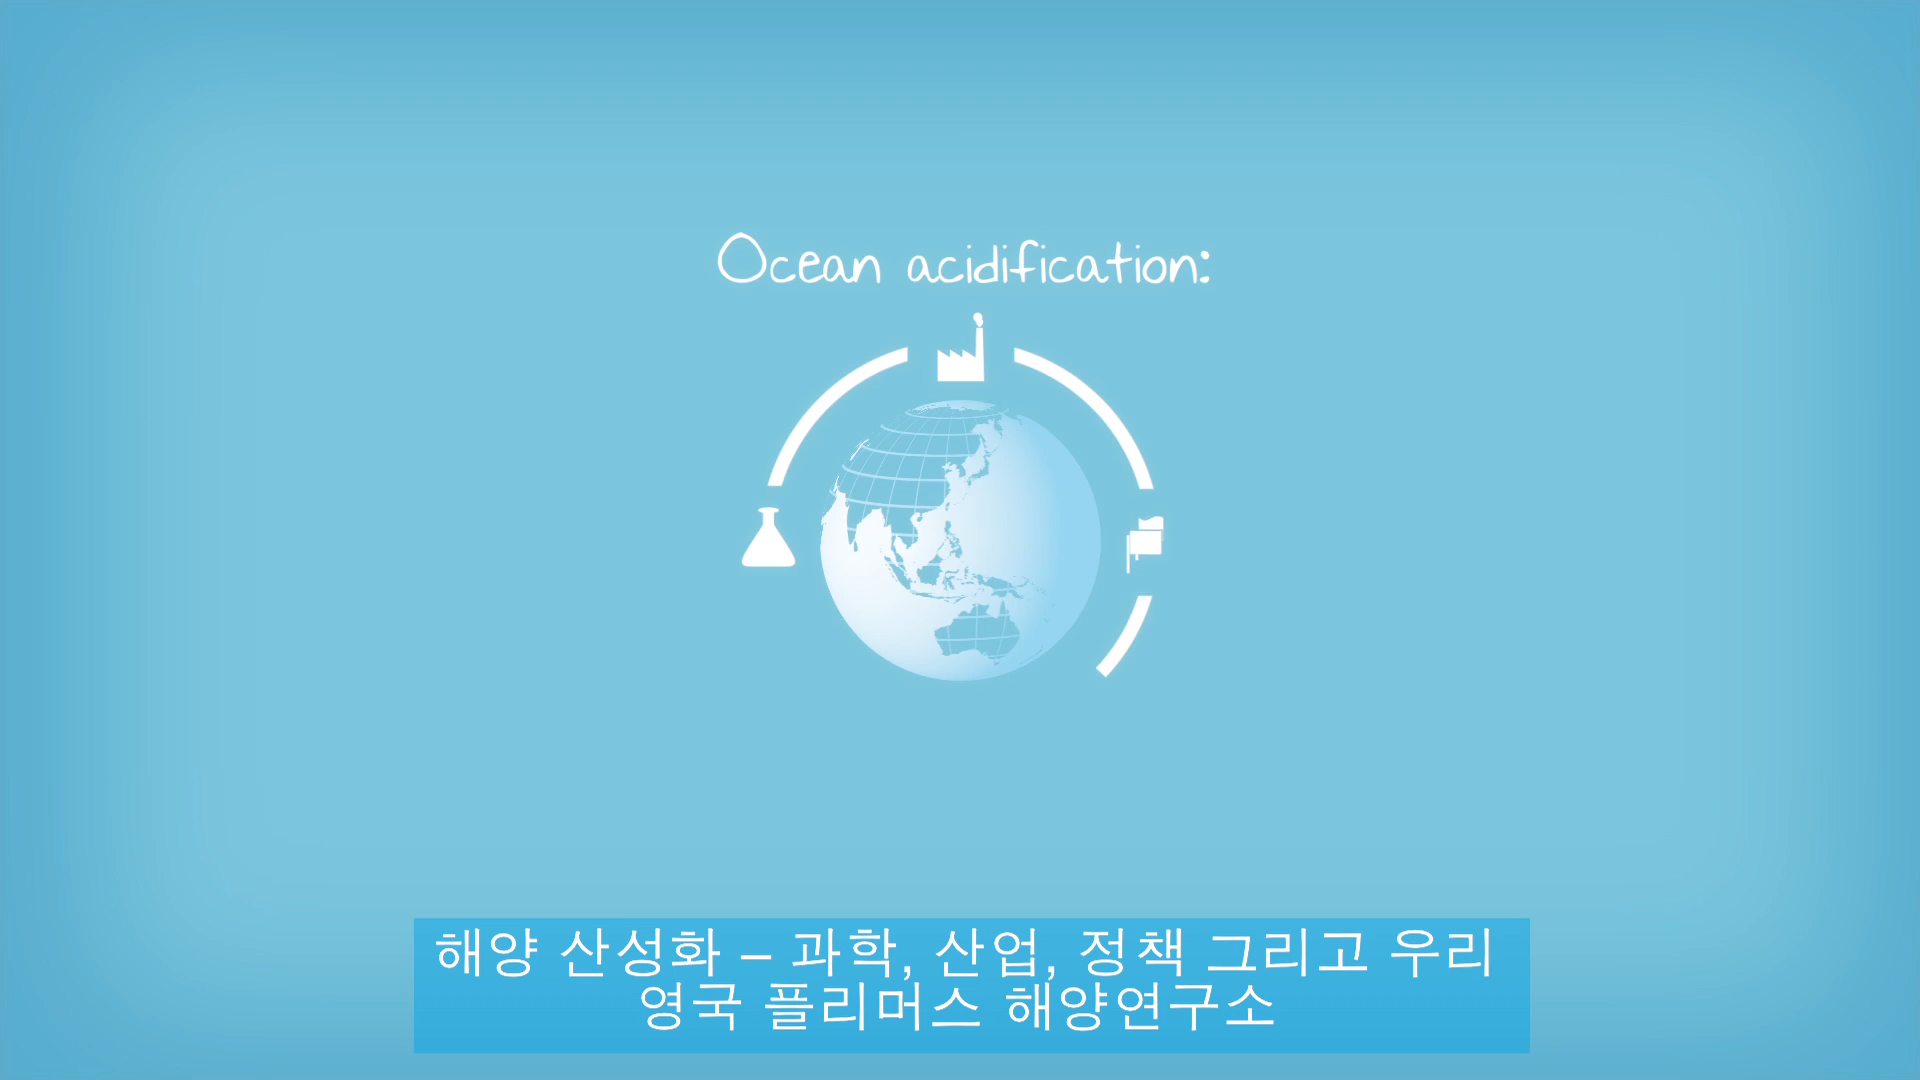 Ocean acidification:
해양 산성화 – 과학, 산업, 정책 그리고 우리
영국 플리머스 해양연구소